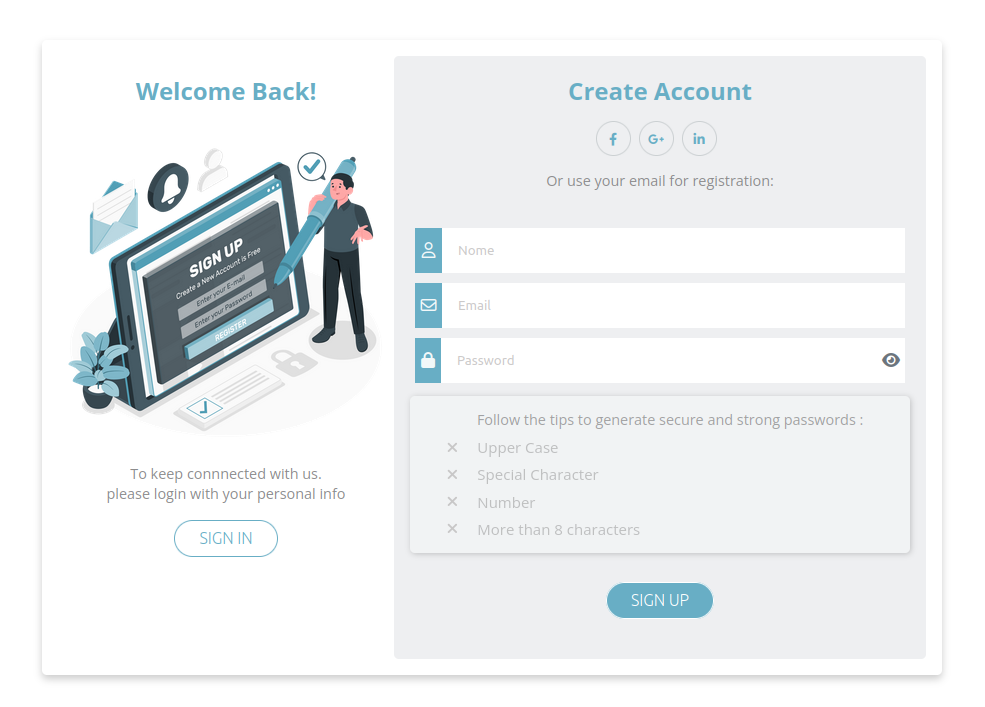 Welcome Back!
SIGN UP
Create a New Account is Free
Enter your E-mail
Enter your Password
REGISTER
To keep connnected with us.
please login with your personal info
SIGN IN
Create Account
f
G+
in
Or use your email for registration:
Nome
Email
Password
Follow the tips to generate secure and strong passwords :
Upper Case
Special Character
Number
More than 8 characters
SIGN UP